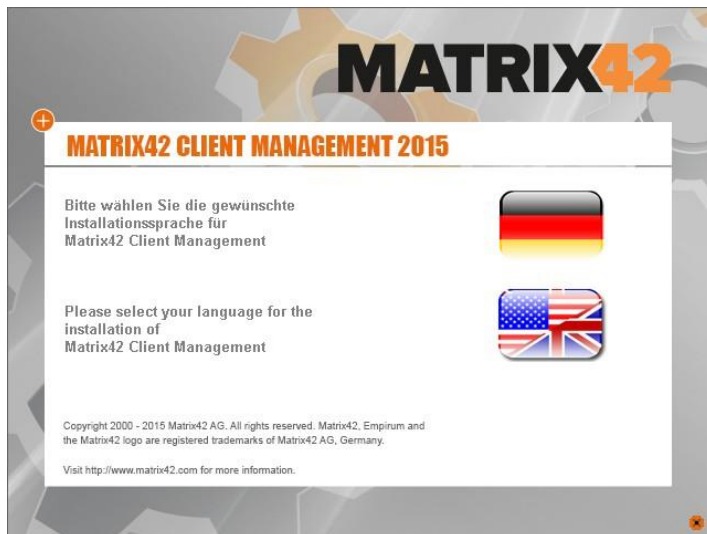 MATRIX42
MATRIX42 CLIENT MANAGEMENT 2015
Bitte wählen Sie die gewünschte
Installationssprache für
Matrix42 Client Management
Please select your language for the
installation of
Matrix42 Client Management
Copyright 2000 - 2015 Matrix42 AG. All rights reserved. Matrix42, Empirum and
the Matrix42 logo are registered trademarks of Matrix42 AG, Germany.
Visit http://www.matrix42.com for more information.